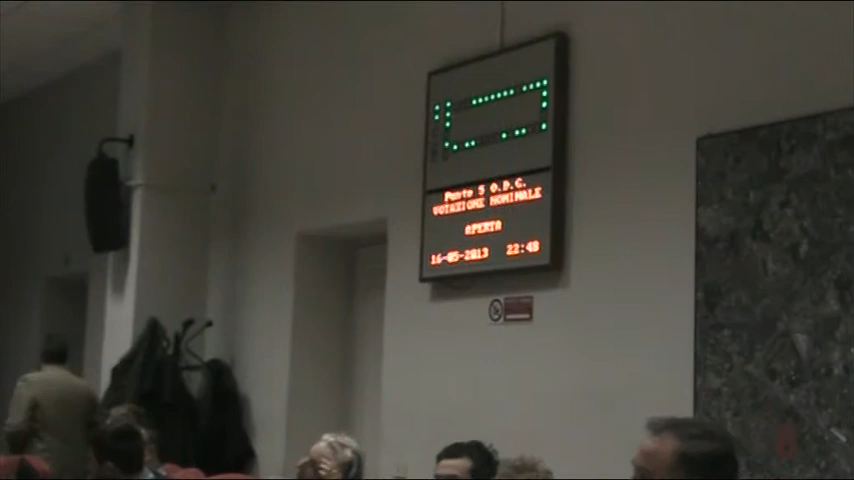 Punto 5 O.D.G.
VOTAZIONE NOMINALE
APERTA
16-05-2013 22:48